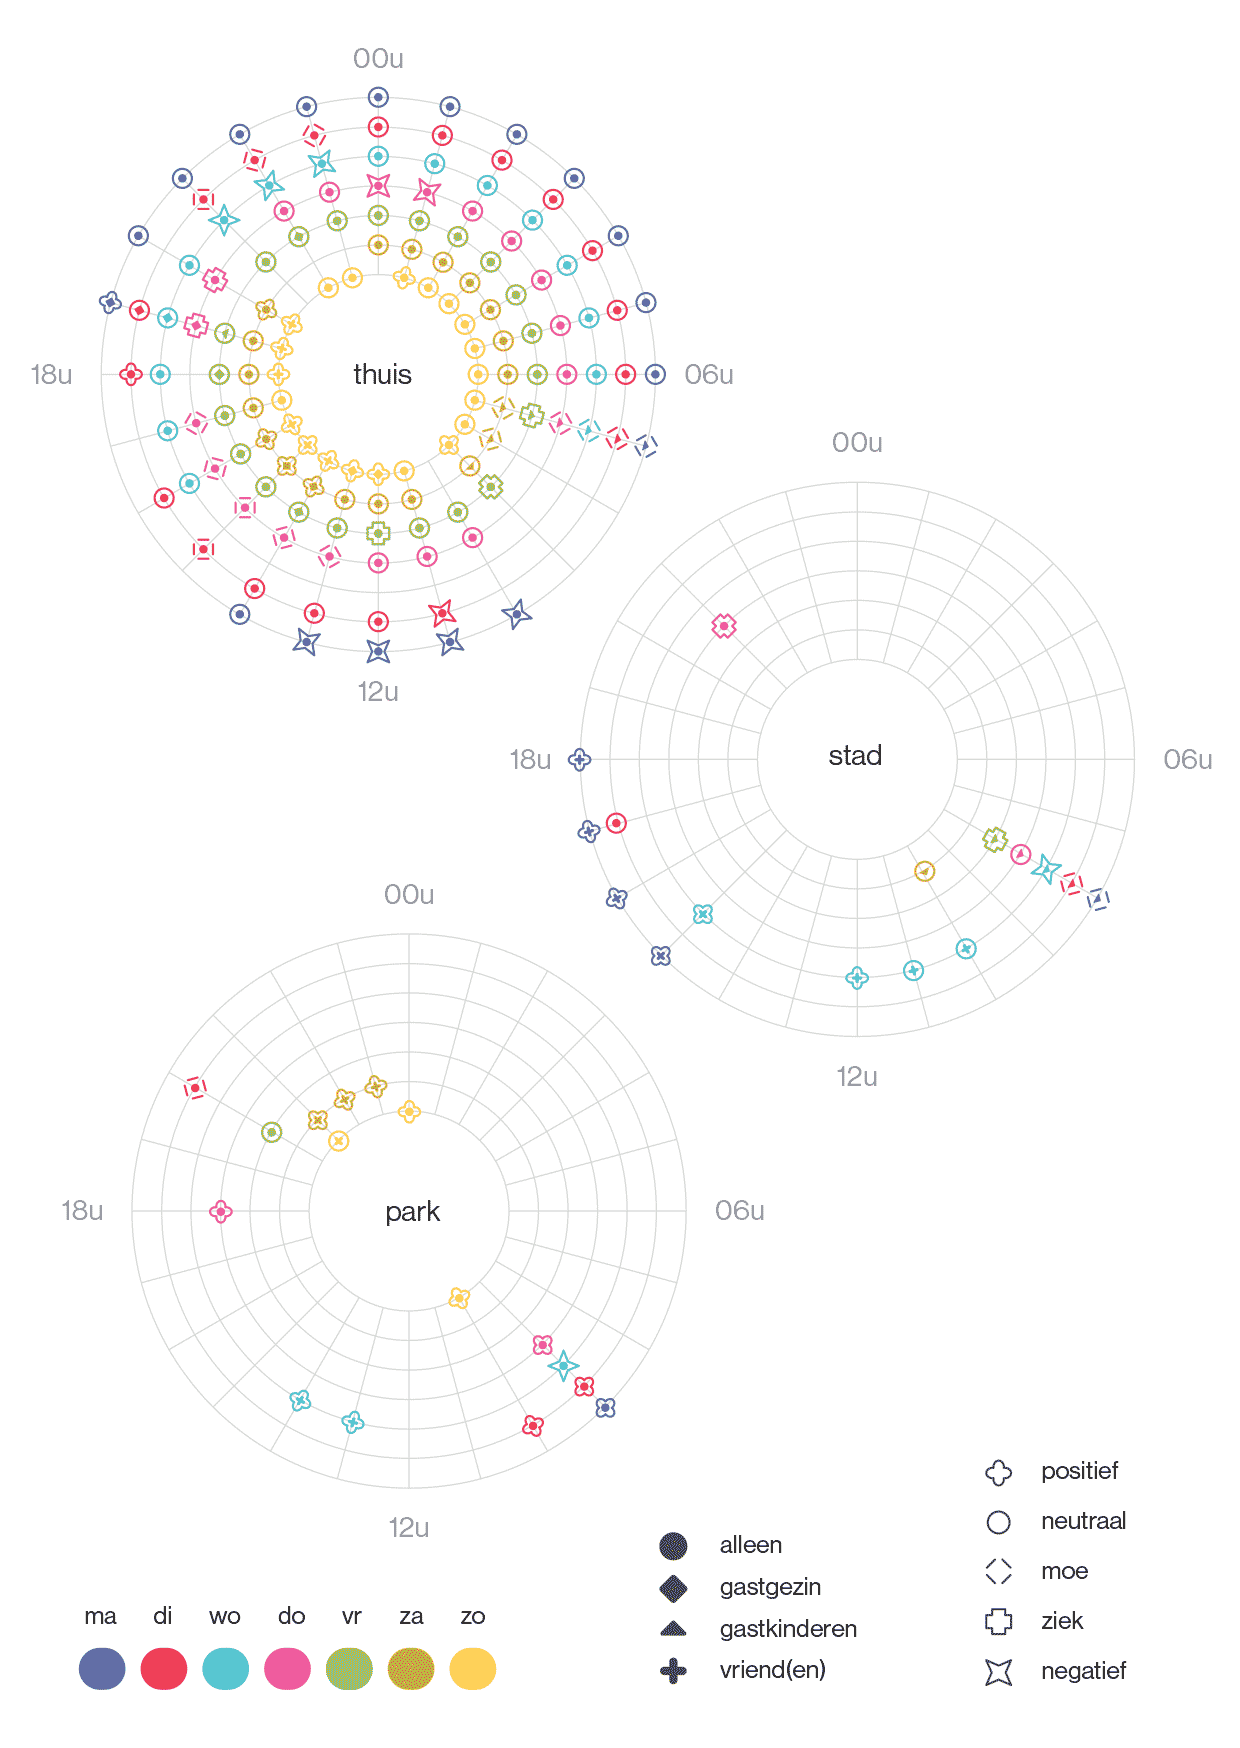 00u
thuis
18u
06u
12u
00u
stad
18u
06u
12u
00u
park
18u
06u
12u
positief
neutraal
moe
ziek
negatief
alleen
gastgezin
gastkinderen
vriend(en)
ma di wo do vr za zo